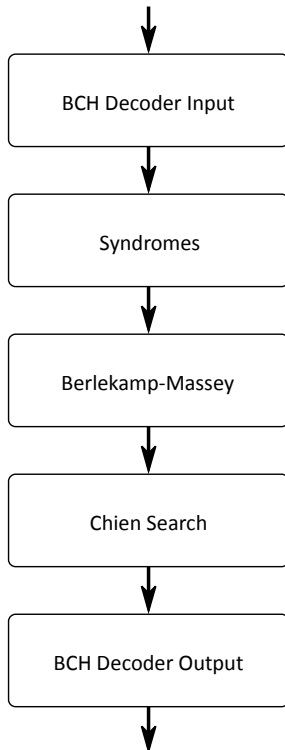 BCH Decoder Input
Syndromes
Berlekamp-Massey
Chien Search
BCH Decoder Output